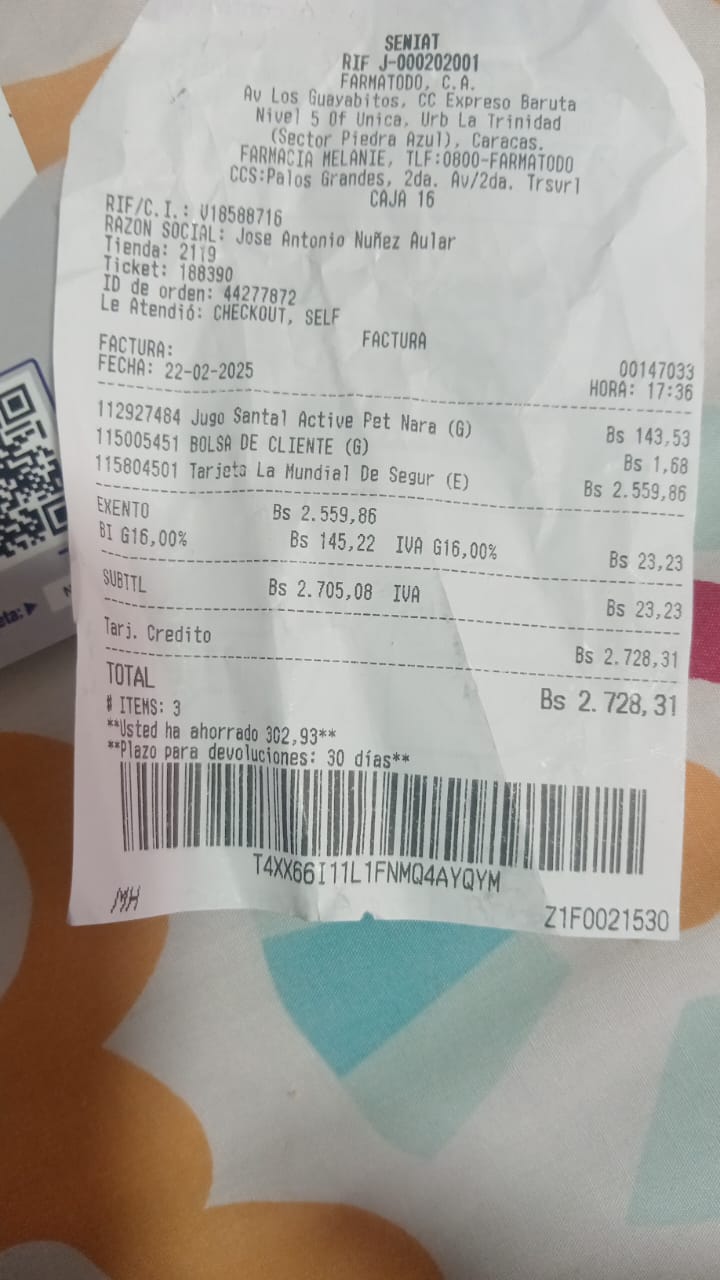 SENIAT
RIF J-000202001
FARMATODO, C.A.
Av Los Guayabitos, CC Expreso Baruta
Nivel 5 Of Unica, Urb La Trinidad
(Sector Piedra Azul), Caracas.
FARMACIA MELANIE, TLF:0800-FARMATODO
CCS:Palos Grandes, 2da. Av/2da. Trsvrl
CAJA 16
RIF/C.I.: V18588716
RAZON SOCIAL: Jose Antonio Nuñez Aular
Tienda: 2119
Ticket: 188390
ID de orden: 44277872
Le Atendió: CHECKOUT, SELF
FACTURA
FACTURA: 00147033
FECHA: 22-02-2025 HORA: 17:36
112927484 Jugo Santal Active Pet Nara (G) Bs 143,53
115005451 BOLSA DE CLIENTE (G) Bs 1,68
115804501 Tarjeta La Mundial De Segur (E) Bs 2.559,86
EXENTO Bs 2.559,86
BI G16,00% Bs 145,22 IVA G16,00% Bs 23,23
SUBTTL Bs 2.705,08 IVA Bs 23,23
Tarj. Credito Bs 2.728,31
TOTAL Bs 2.728,31
# ITEMS: 3
**Usted ha ahorrado 302,93**
**Plazo para devoluciones: 30 días**
T4XX66I11L1FNMQ4AYQYM
MH Z1F0021530